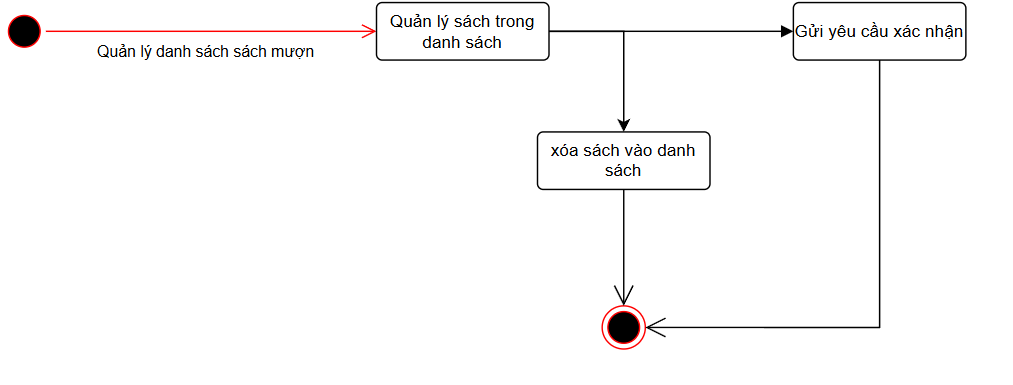 Quản lý sách trong
danh sách
Gửi yêu cầu xác nhận
Quản lý danh sách sách mượn
xóa sách vào danh
sách